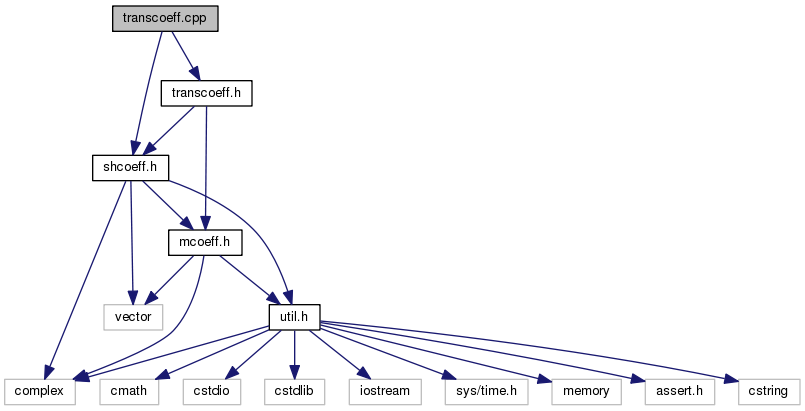 transcoeff.cpp
transcoeff.h
shcoeff.h
mcoeff.h
vector
util.h
complex
cmath
cstdio
cstdlib
iostream
sys/time.h
memory
assert.h
cstring